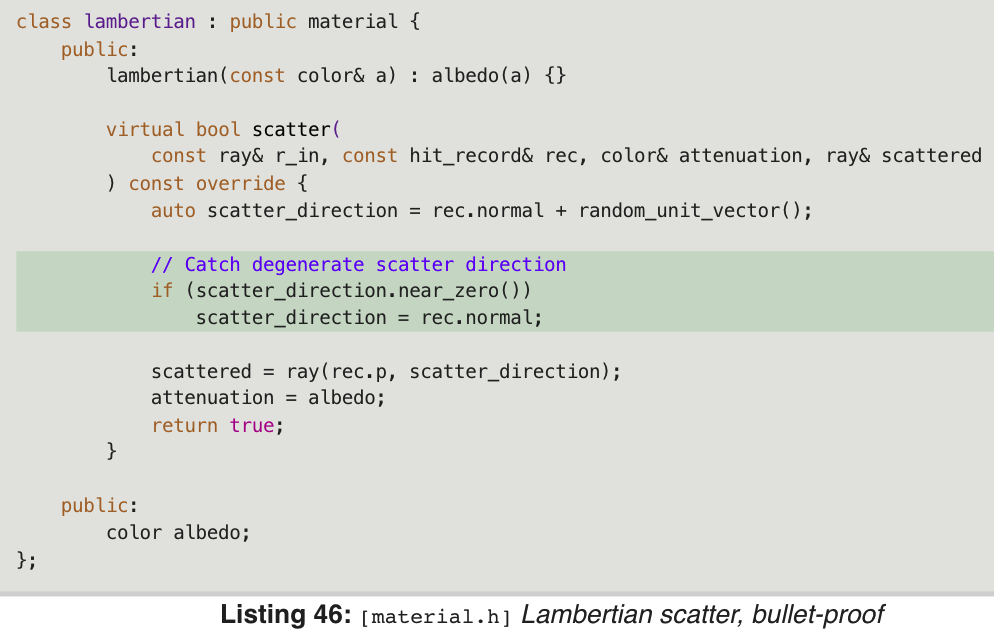 class lambertian : public material {
    public:
        lambertian(const color& a) : albedo(a) {}

        virtual bool scatter(
            const ray& r_in, const hit_record& rec, color& attenuation, ray& scattered
        ) const override {
            auto scatter_direction = rec.normal + random_unit_vector();

            // Catch degenerate scatter direction
            if (scatter_direction.near_zero())
                scatter_direction = rec.normal;

            scattered = ray(rec.p, scatter_direction);
            attenuation = albedo;
            return true;
        }

    public:
        color albedo;
};
Listing 46: [material.h] Lambertian scatter, bullet-proof